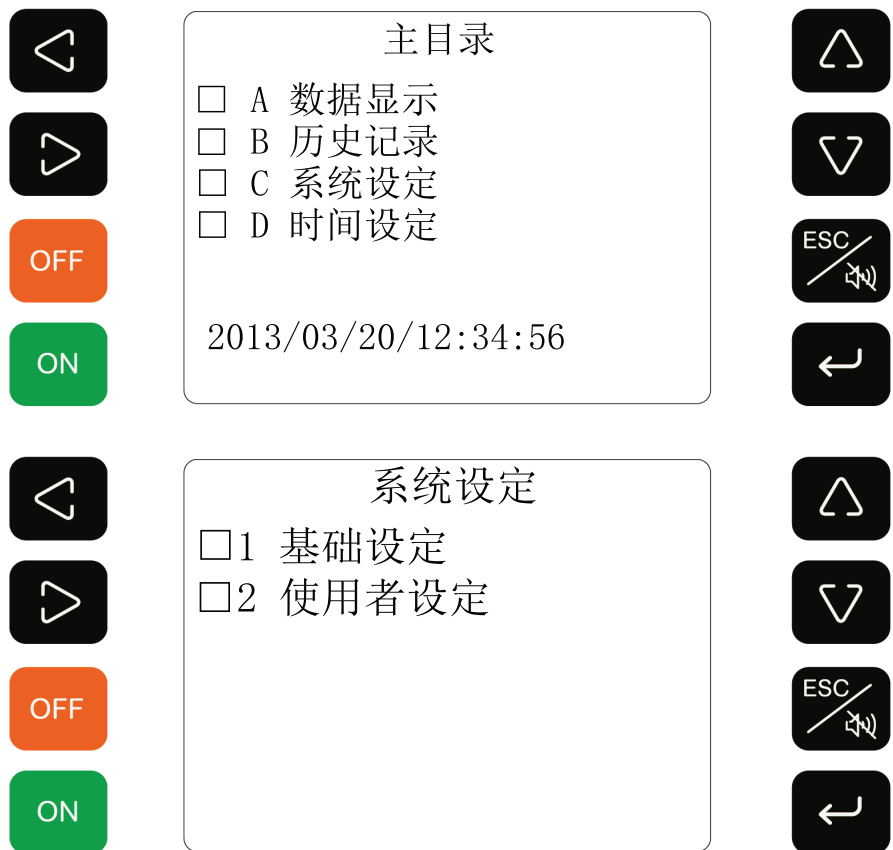 主目录
□ A 数据显示
□ B 历史记录
□ C 系统设定
□ D 时间设定
OFF
ESC
2013/03/20/12:34:56
ON
系统设定
□1 基础设定
□2 使用者设定
OFF
ESC
ON